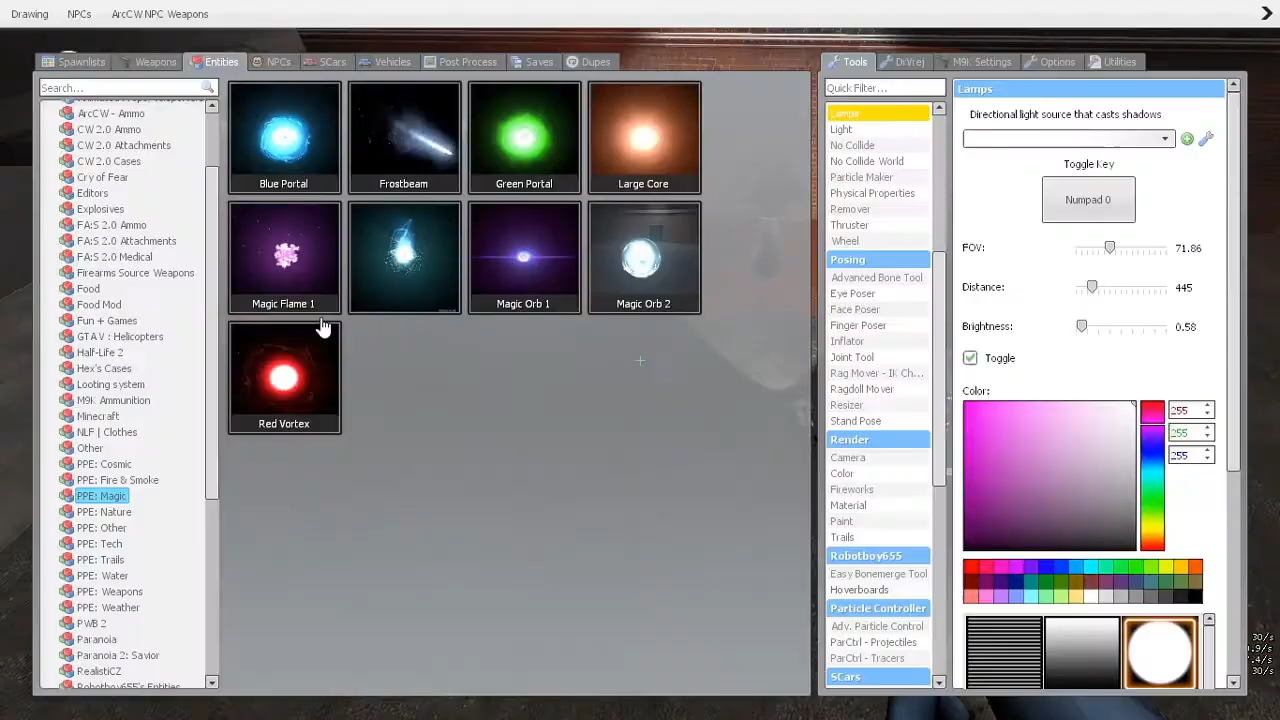 Drawing NPCs ArcCW NPC Weapons
Spawnlists Weapons Entities NPCs SCars Vehicles Post Process Saves Dupes
Search...
ArcCW - Ammo
CW 2.0 Ammo
CW 2.0 Attachments
CW 2.0 Cases
Cry of Fear
Editors
Explosives
FA:S 2.0 Ammo
FA:S 2.0 Attachments
FA:S 2.0 Medical
Firearms Source Weapons
Food
Food Mod
Fun + Games
GTA V : Helicopters
Half-Life 2
Hex's Cases
Looting system
M9K Ammunition
Minecraft
NLF | Clothes
Other
PPE: Cosmic
PPE: Fire & Smoke
PPE: Magic
PPE: Nature
PPE: Other
PPE: Tech
PPE: Trails
PPE: Water
PPE: Weapons
PPE: Weather
PWB 2
Paranoia
Paranoia 2: Savior
RealistiCZ
Robotboy655's Entities
Blue Portal Frostbeam Green Portal Large Core
Magic Flame 1 Magic Orb 1 Magic Orb 2
Red Vortex
Tools DrVrej M9K Settings Options Utilities
Quick Filter...
Lamps
Light
No Collide
No Collide World
Particle Maker
Physical Properties
Remover
Thruster
Wheel
Posing
Advanced Bone Tool
Eye Poser
Face Poser
Finger Poser
Inflator
Joint Tool
Rag Mover - IK Ch...
Ragdoll Mover
Resizer
Stand Pose
Render
Camera
Color
Fireworks
Material
Paint
Trails
Robotboy655
Easy Bonemerge Tool
Hoverboards
Particle Controller
Adv. Particle Control
ParCtrl - Projectiles
ParCtrl - Tracers
SCars
Lamps
Directional light source that casts shadows
Toggle Key
Numpad 0
FOV: 71.86
Distance: 445
Brightness: 0.58
Toggle
Color:
255
255
255
30/s
.4/s
30/s